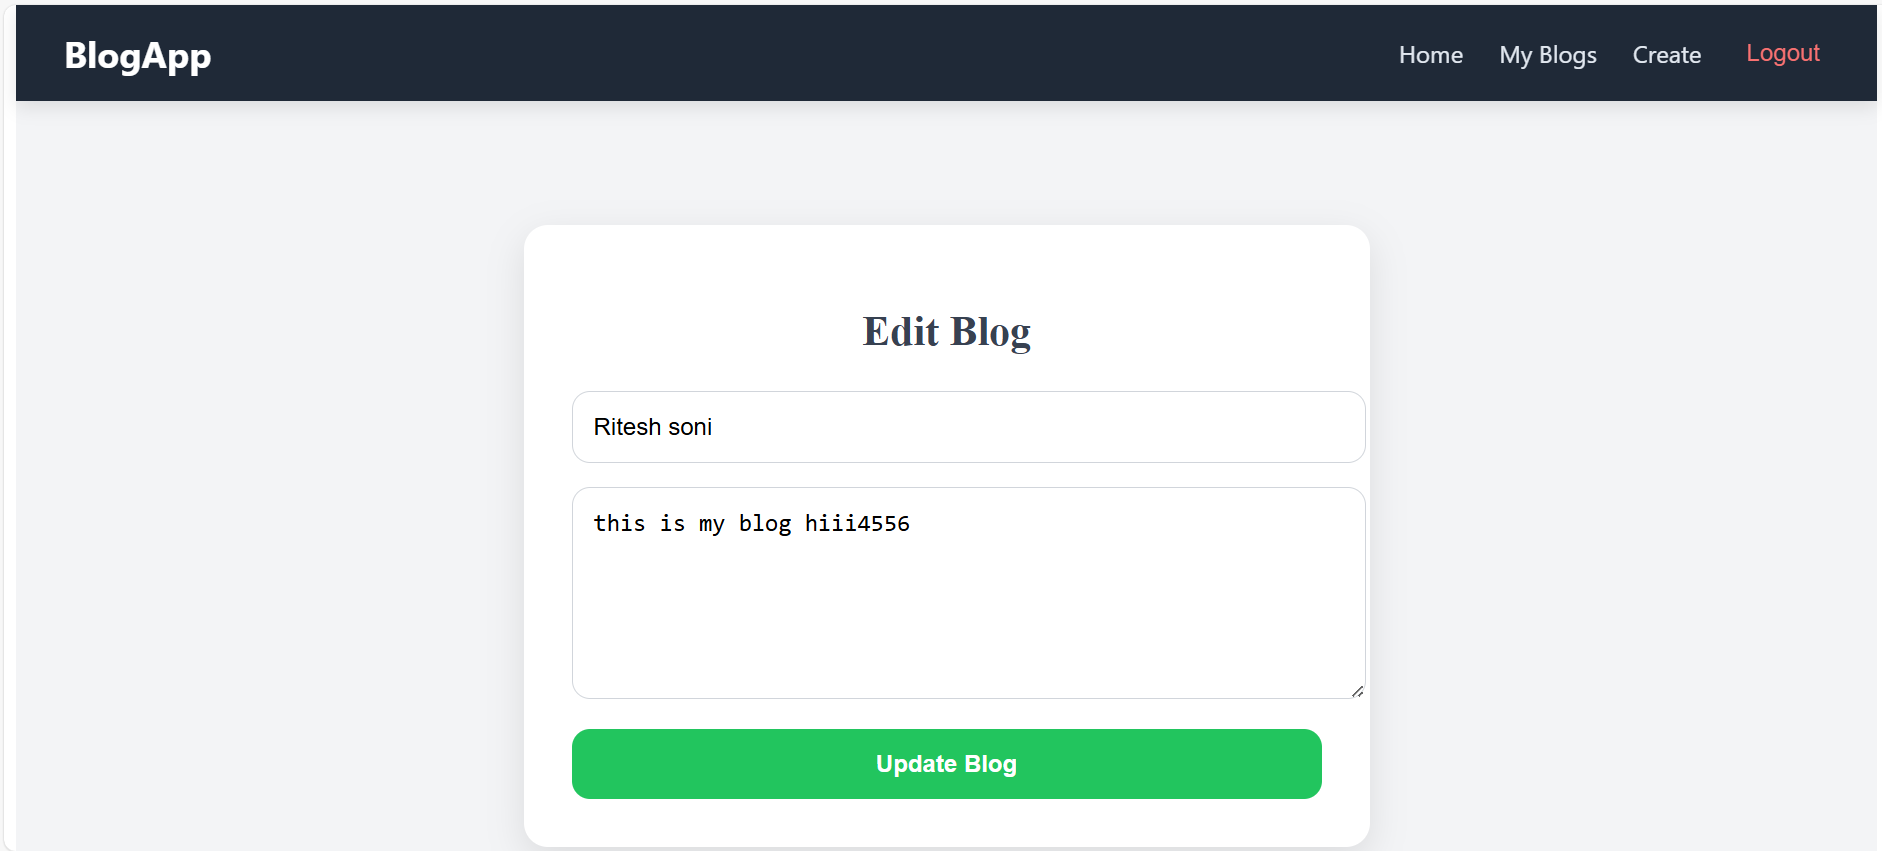 BlogApp
Home My Blogs Create Logout
Edit Blog
Ritesh soni
this is my blog hiii4556
Update Blog